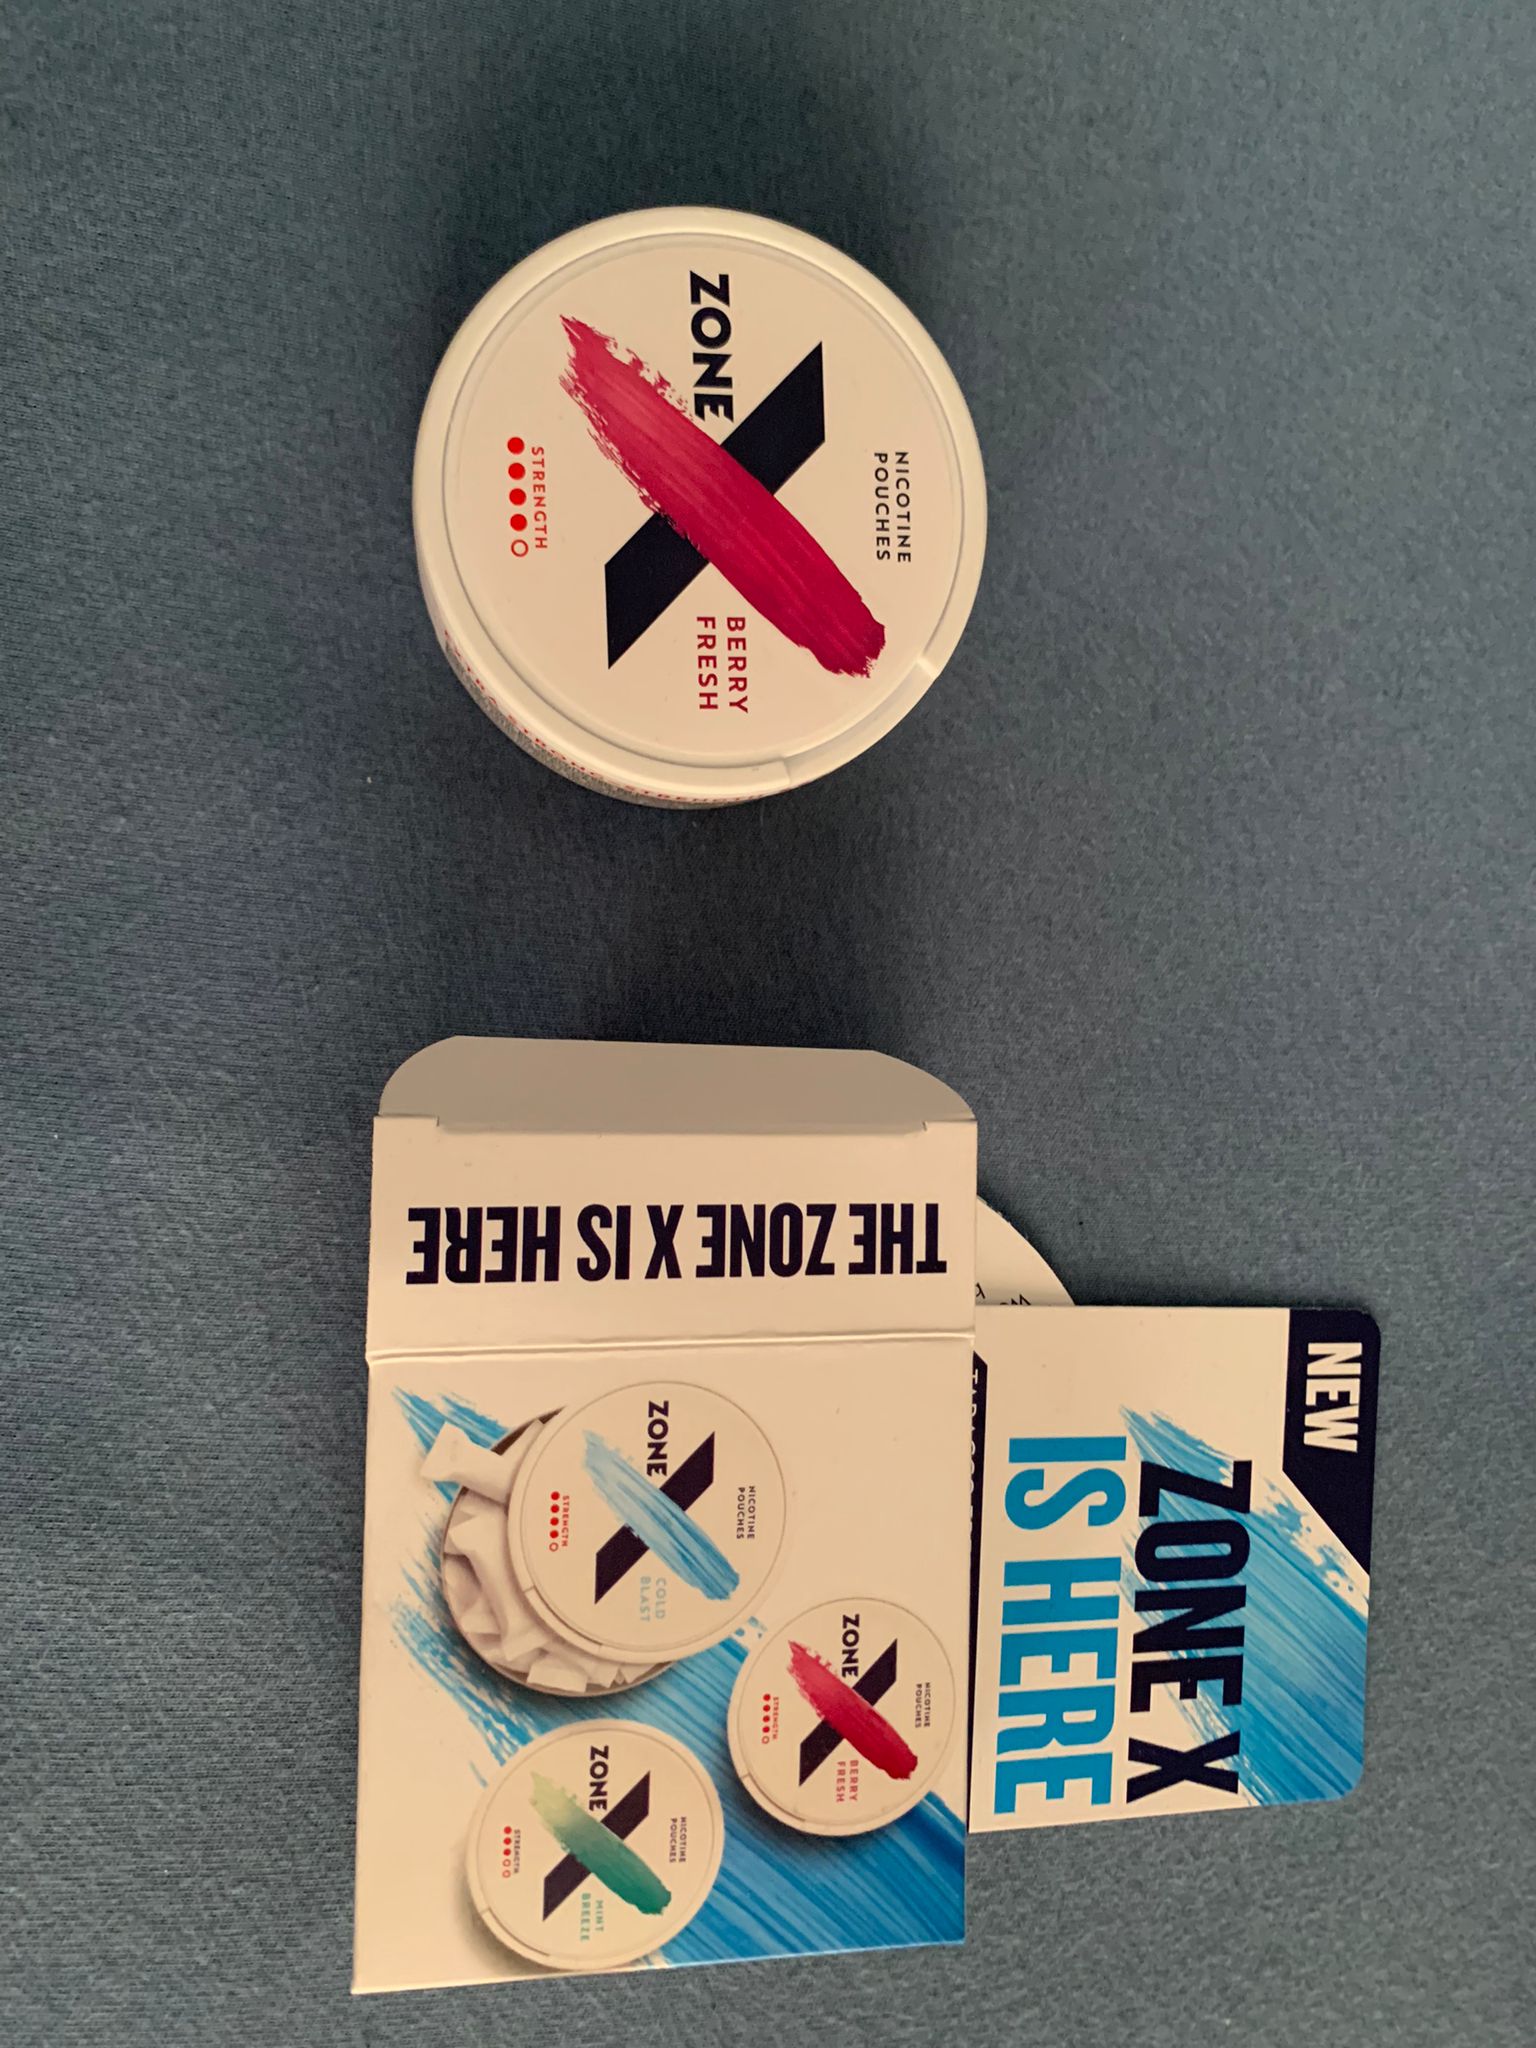 NICOTINE
POUCHES
ZONE
X
BERRY
FRESH
STRENGTH
THE ZONE X IS HERE
NEW
ZONE X
IS HERE
NICOTINE
POUCHES
ZONE
X
COLD
BLAST
STRENGTH
NICOTINE
POUCHES
ZONE
X
BERRY
FRESH
STRENGTH
NICOTINE
POUCHES
ZONE
X
MINT
BREEZE
STRENGTH